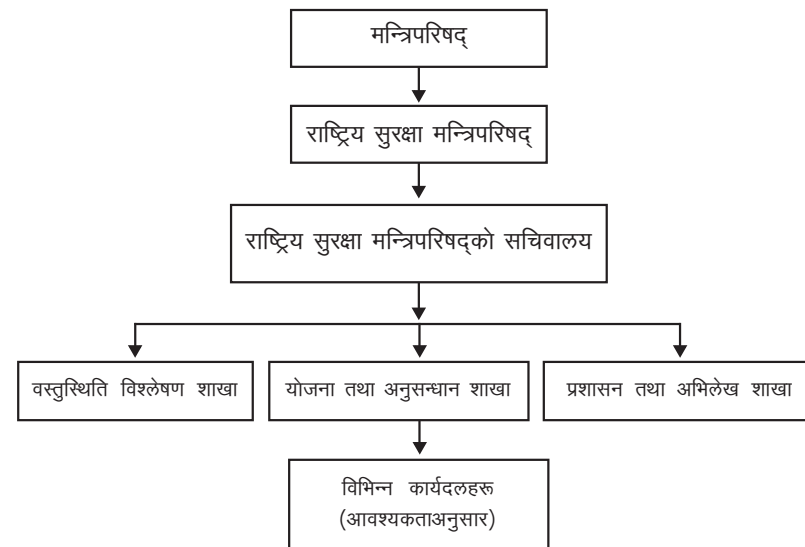 मन्त्रिपरिषद्
राष्ट्रिय सुरक्षा मन्त्रिपरिषद्
राष्ट्रिय सुरक्षा मन्त्रिपरिषद्को सचिवालय
वस्तुस्थिति विश्लेषण शाखा
योजना तथा अनुसन्धान शाखा
प्रशासन तथा अभिलेख शाखा
विभिन्न कार्यदलहरू
(आवश्यकताअनुसार)